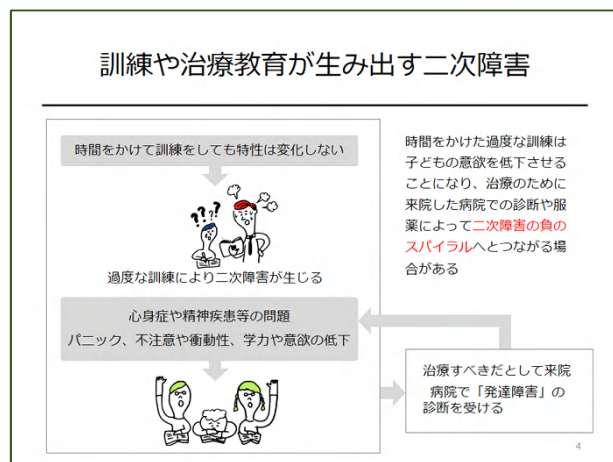 訓練や治療教育が生み出す二次障害
時間をかけて訓練をしても特性は変化しない
????
過度な訓練により二次障害が生じる
心身症や精神疾患等の問題
パニック、不注意や衝動性、学力や意欲の低下
時間をかけた過度な訓練は
子どもの意欲を低下させる
ことになり、治療のために
来院した病院での診断や服
薬によって二次障害の負の
スパイラルへとつながる場
合がある
治療すべきだとして来院
病院で「発達障害」の
診断を受ける
4